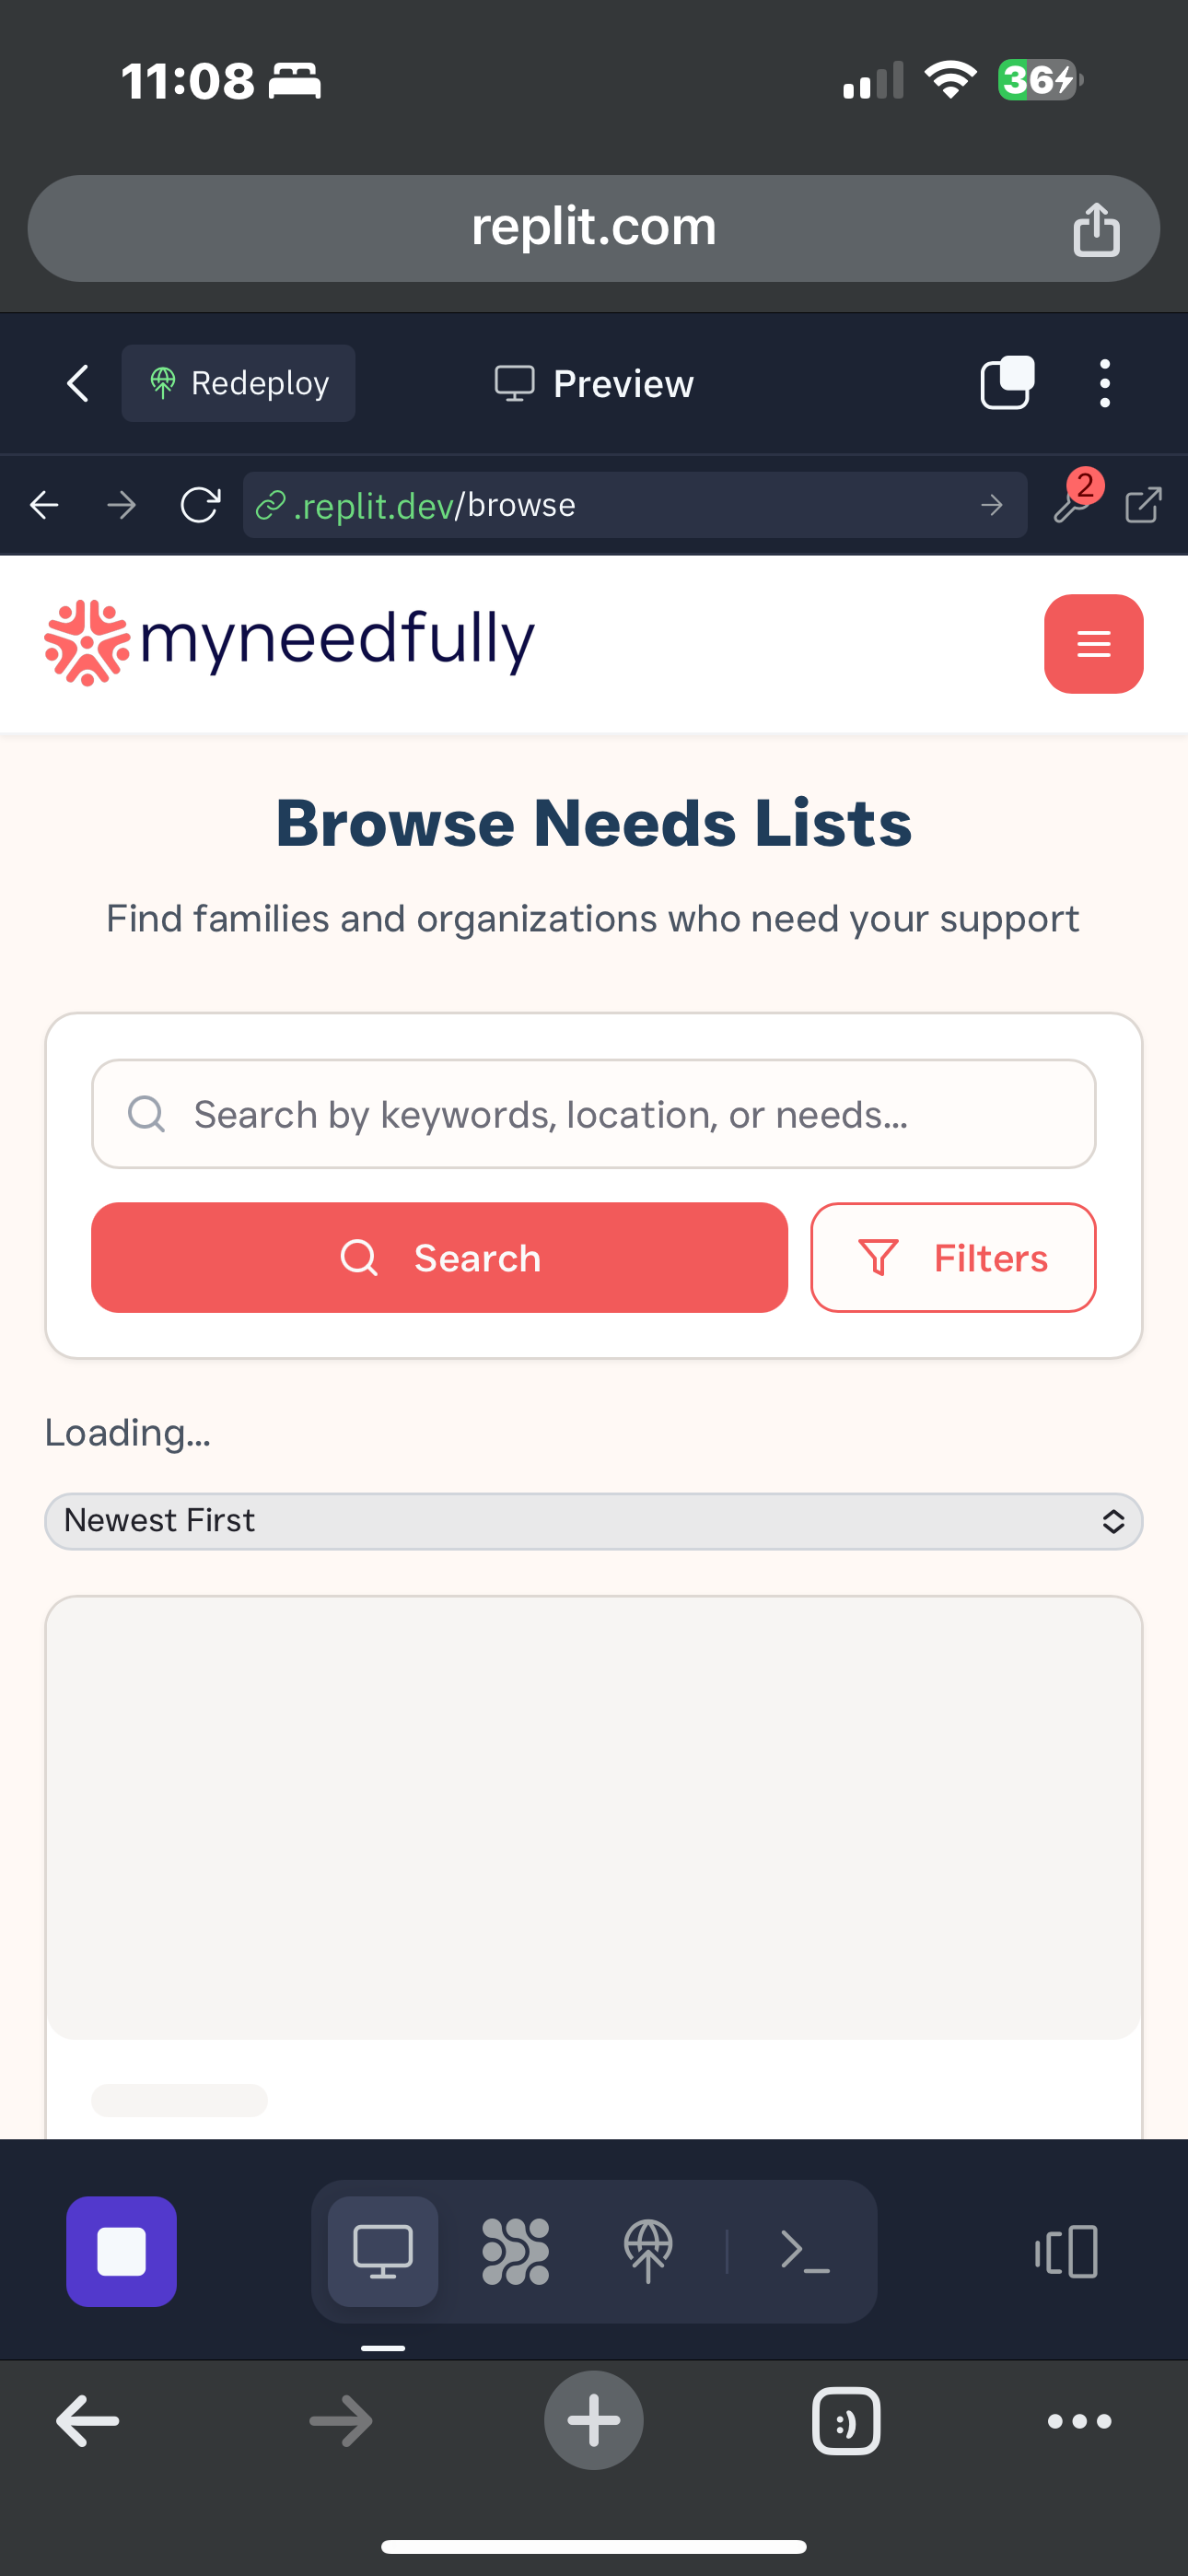 11:08
36
replit.com
Redeploy
Preview
.replit.dev/browse
2
myneedfully
Browse Needs Lists
Find families and organizations who need your support
Search by keywords, location, or needs...
Search
Filters
Loading...
Newest First
:)